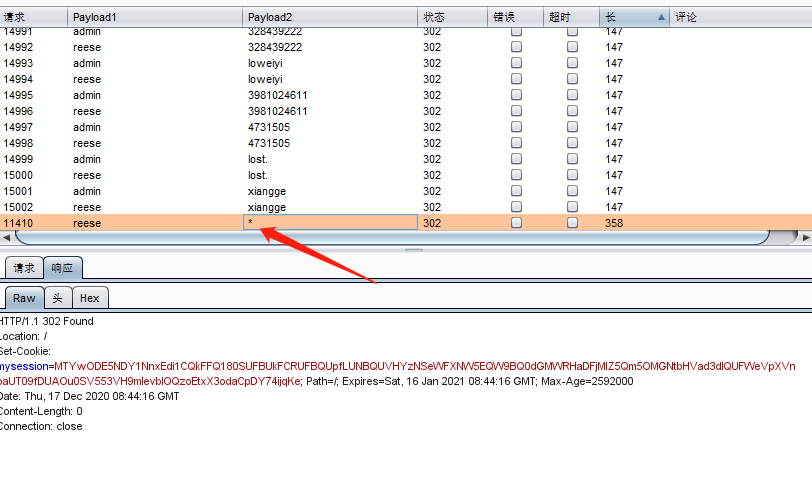 请求 Payload1 Payload2 状态 错误 超时 长 评论
14991 admin 328439222 302 147
14992 reese 328439222 302 147
14993 admin loweiyi 302 147
14994 reese loweiyi 302 147
14995 admin 3981024611 302 147
14996 reese 3981024611 302 147
14997 admin 4731505 302 147
14998 reese 4731505 302 147
14999 admin lost. 302 147
15000 reese lost. 302 147
15001 admin xiangge 302 147
15002 reese xiangge 302 147
11410 reese * 302 358
请求 响应
Raw 头 Hex
HTTP/1.1 302 Found
Location: /
Set-Cookie:
Path=/; Expires=Sat, 16 Jan 2021 08:44:16 GMT; Max-Age=2592000
Date: Thu, 17 Dec 2020 08:44:16 GMT
Content-Length: 0
Connection: close